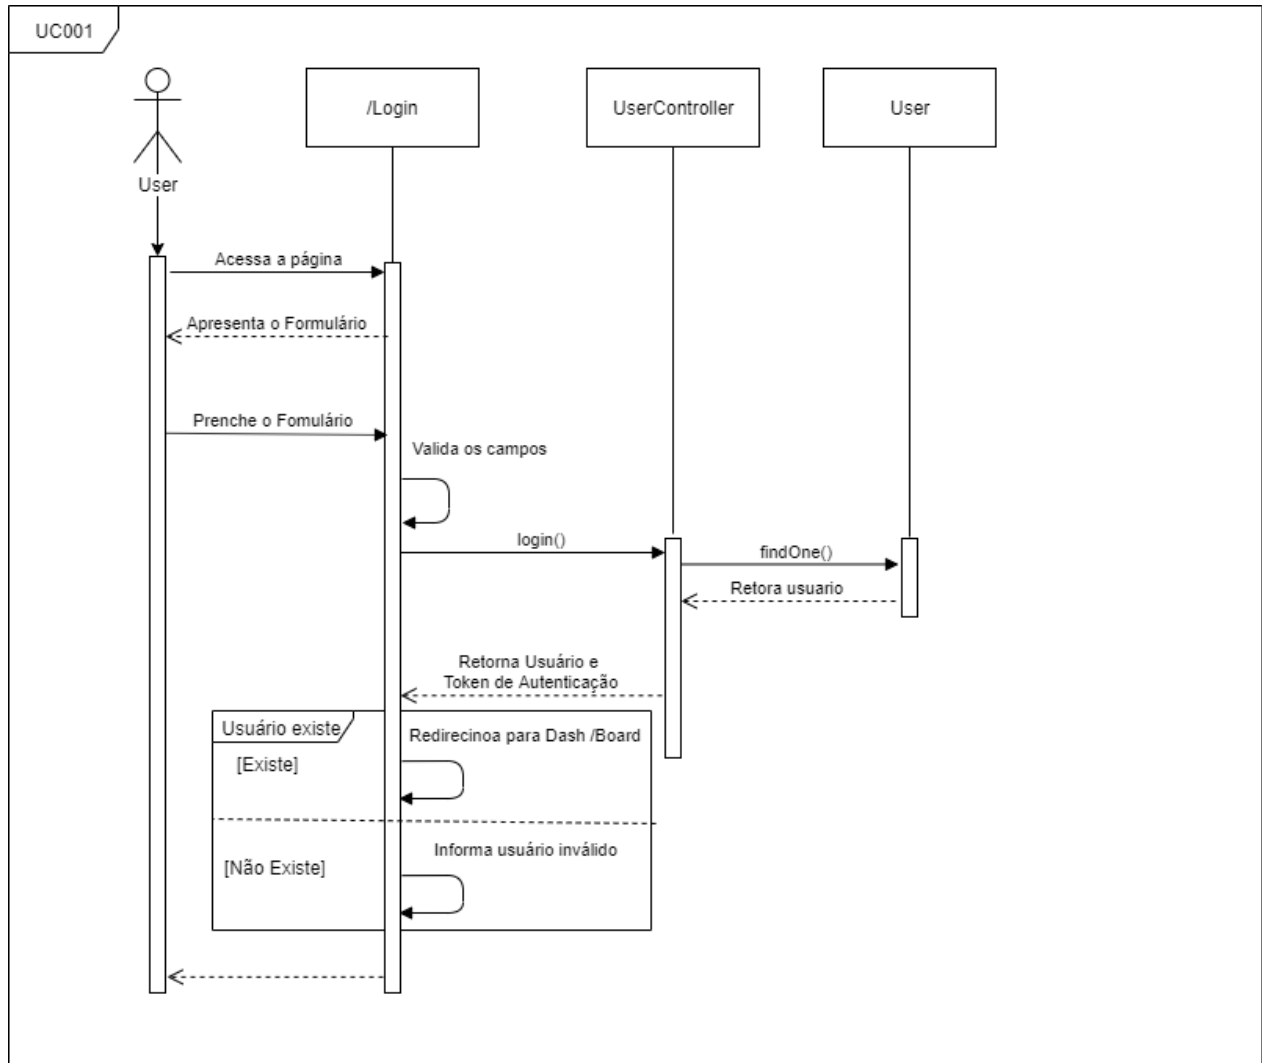 UC001
/Login
UserController
User
User
Acessa a página
Apresenta o Formulário
Prenche o Fomulário
Valida os campos
login()
findOne()
Retora usuario
Retorna Usuário e
Token de Autenticação
Usuário existe
Redirecinoa para Dash /Board
[Existe]
Informa usuário inválido
[Não Existe]